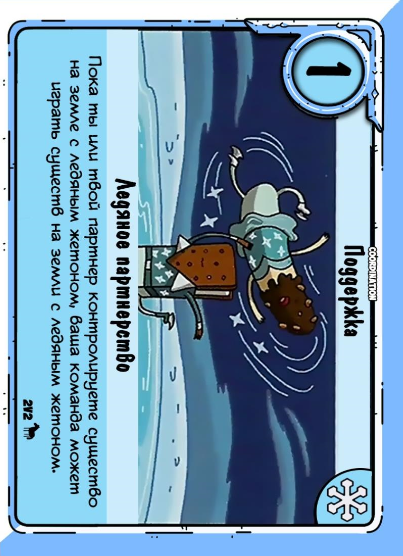 1
COORDINATION
Поддержка
Ледяное партнерство
Пока ты или твой партнер контролируете существо
на земле с ледяным жетоном, ваша команда может
играть существ на земли с ледяным жетоном.
2V2